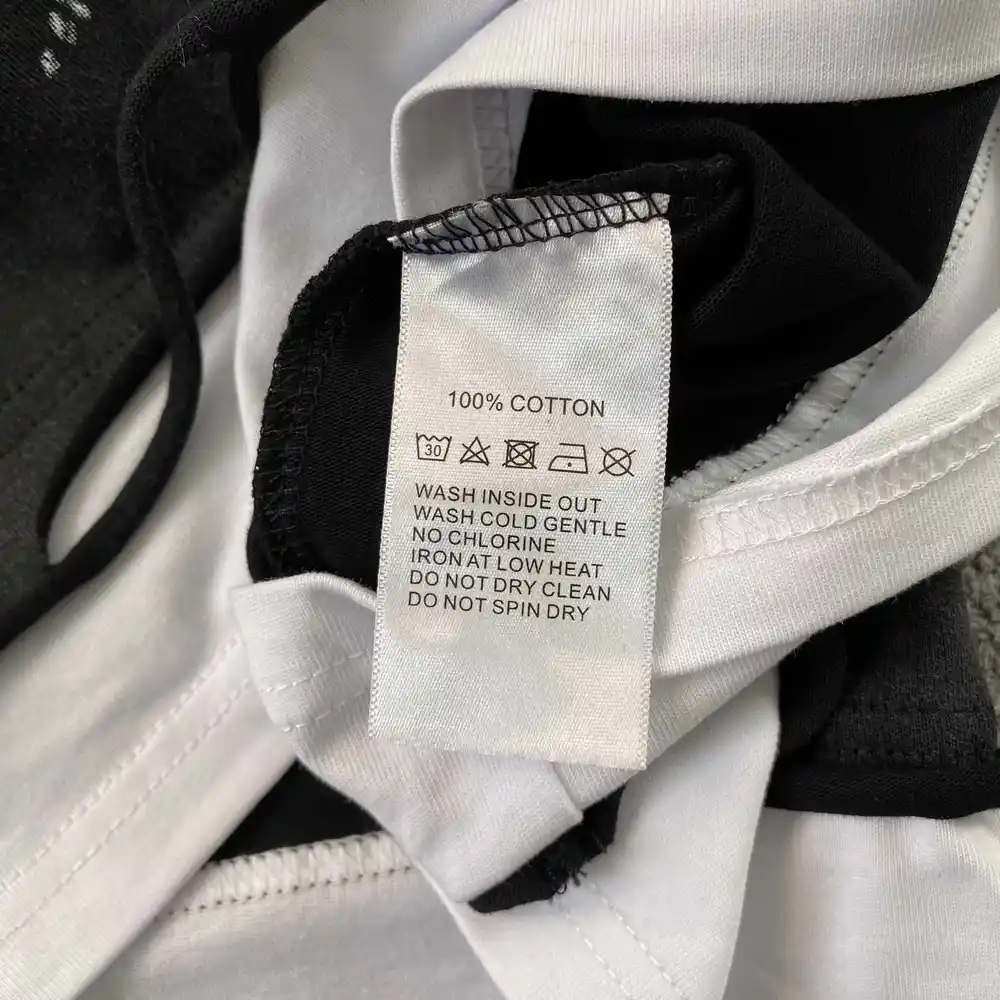 100% COTTON
30
WASH INSIDE OUT
WASH COLD GENTLE
NO CHLORINE
IRON AT LOW HEAT
DO NOT DRY CLEAN
DO NOT SPIN DRY